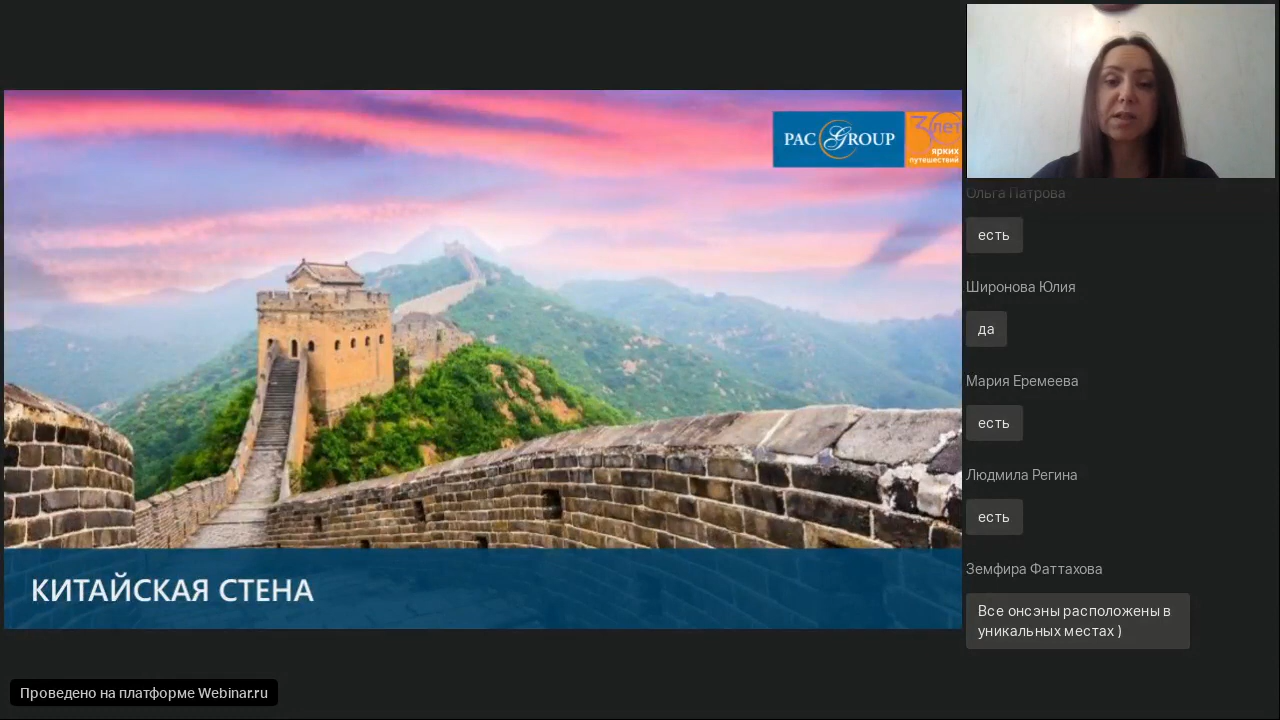 PAC GROUP
30 лет
ярких
путешествий
КИТАЙСКАЯ СТЕНА
Проведено на платформе Webinar.ru
Ольга Патрова
есть
Широнова Юлия
да
Мария Еремеева
есть
Людмила Регина
есть
Земфира Фаттахова
Все онсэны расположены в
уникальных местах )